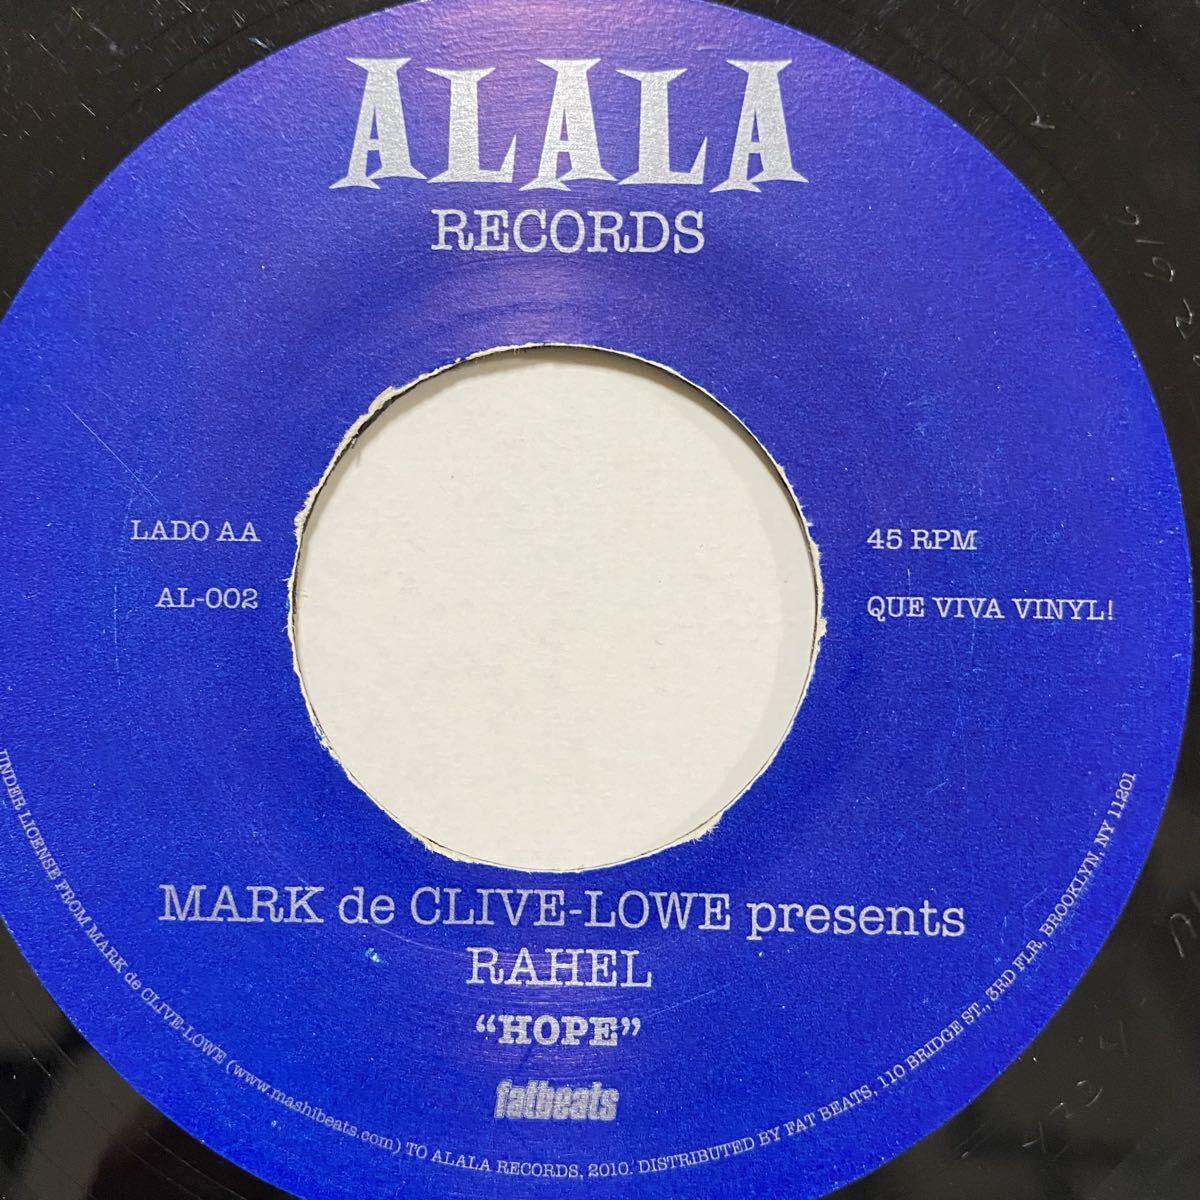 ALALA
RECORDS
LADO AA
AL-002
45 RPM
QUE VIVA VINYL!
MARK de CLIVE-LOWE presents
RAHEL
“HOPE”
fatbeats
UNDER LICENSE FROM MARK de CLIVE-LOWE (www.mashibeats.com) TO ALALA RECORDS, 2010. DISTRIBUTED BY FAT BEATS, 110 BRIDGE ST., 3RD FLR, BROOKLYN, NY 11201